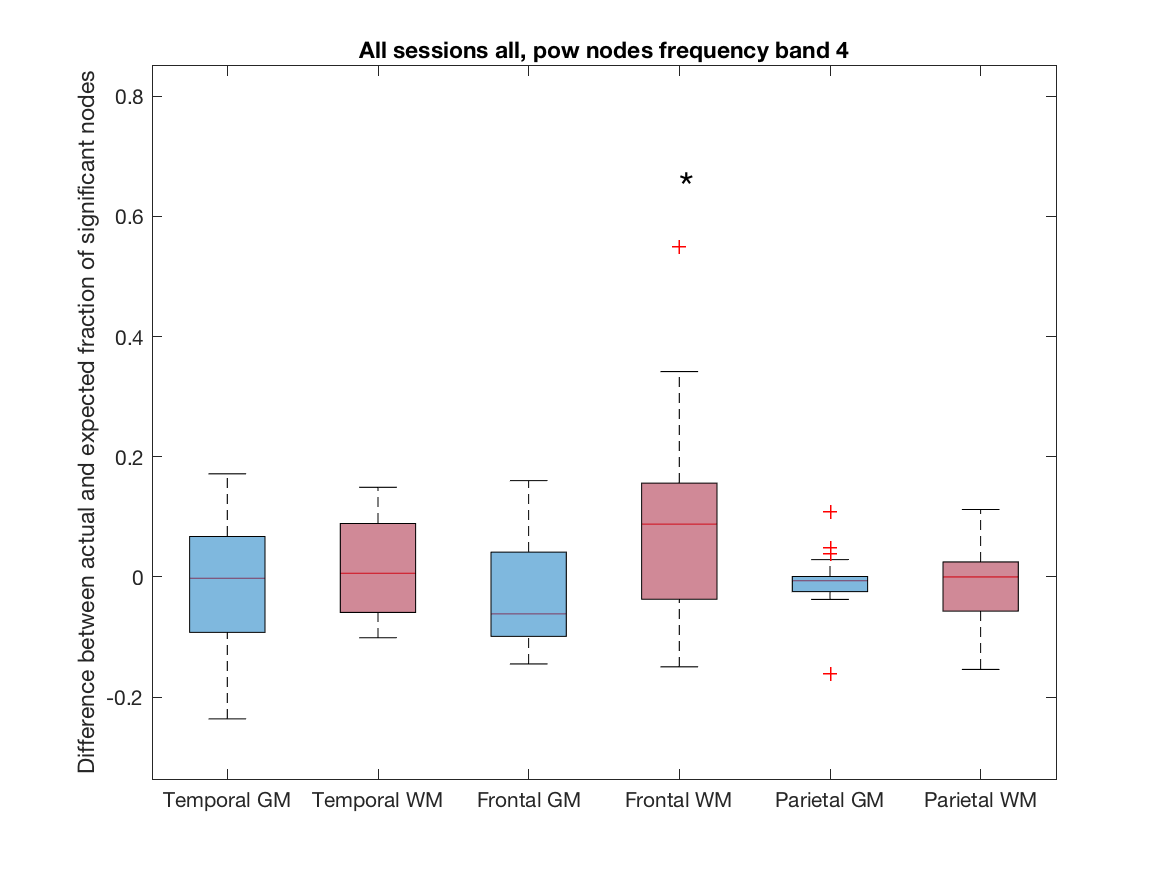 All sessions all, pow nodes frequency band 4
Difference between actual and expected fraction of significant nodes
0.8
0.6
0.4
0.2
0
-0.2
*
Temporal GM Temporal WM Frontal GM Frontal WM Parietal GM Parietal WM